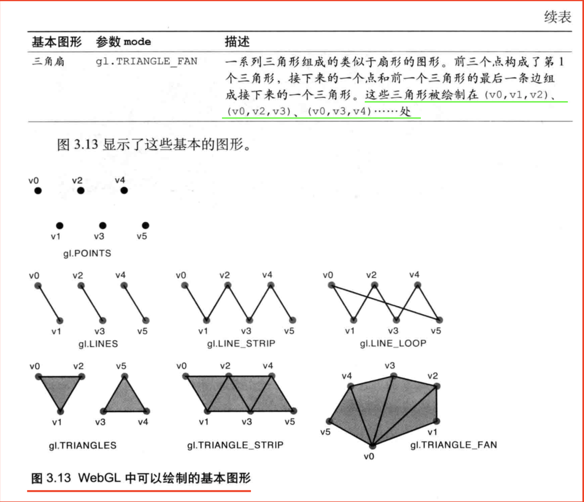 续表
基本图形 参数 mode 描述
三角扇 gl.TRIANGLE_FAN 一系列三角形组成的类似于扇形的图形。前三个点构成了第1
个三角形，接下来的一个点和前一个三角形的最后一条边组
成接下来的一个三角形。这些三角形被绘制在 (v0,v1,v2)、
(v0,v2,v3)、(v0,v3,v4)……处
图 3.13 显示了这些基本的图形。
v0 v2 v4
v1 v3 v5
gl.POINTS
v0 v2 v4 v0 v2 v4 v0 v2 v4
v1 v3 v5 v1 v3 v5 v1 v3 v5
gl.LINES gl.LINE_STRIP gl.LINE_LOOP
v0 v2 v5 v0 v2 v4 v4 v3 v2
v1 v3 v4 v1 v3 v5 v5 v1
gl.TRIANGLES gl.TRIANGLE_STRIP gl.TRIANGLE_FAN
v0
图 3.13 WebGL 中可以绘制的基本图形